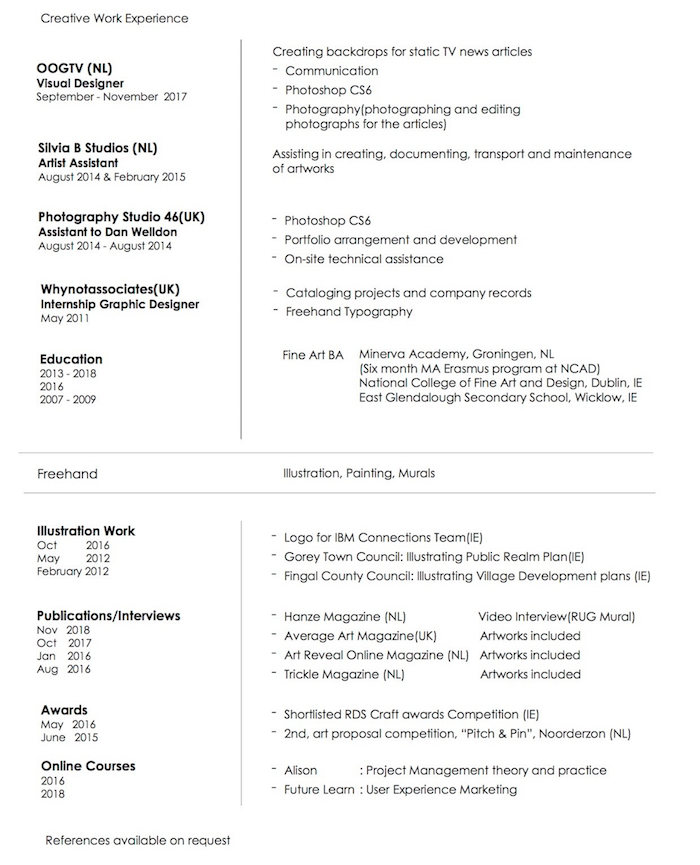 Creative Work Experience
OOGTV (NL)
Visual Designer
September - November 2017
Creating backdrops for static TV news articles
- Communication
- Photoshop CS6
- Photography(photographing and editing
photographs for the articles)
Silvia B Studios (NL)
Artist Assistant
August 2014 & February 2015
Assisting in creating, documenting, transport and maintenance
of artworks
Photography Studio 46(UK)
Assistant to Dan Welldon
August 2014 - August 2014
- Photoshop CS6
- Portfolio arrangement and development
- On-site technical assistance
Whynotassociates(UK)
Internship Graphic Designer
May 2011
- Cataloging projects and company records
- Freehand Typography
Education
2013 - 2018
2016
2007 - 2009
Fine Art BA Minerva Academy, Groningen, NL
(Six month MA Erasmus program at NCAD)
National College of Fine Art and Design, Dublin, IE
East Glendalough Secondary School, Wicklow, IE
Freehand Illustration, Painting, Murals
Illustration Work
Oct 2016
May 2012
February 2012
- Logo for IBM Connections Team(IE)
- Gorey Town Council: Illustrating Public Realm Plan(IE)
- Fingal County Council: Illustrating Village Development plans (IE)
Publications/Interviews
Nov 2018
Oct 2017
Jan 2016
Aug 2016
- Hanze Magazine (NL) Video Interview(RUG Mural)
- Average Art Magazine(UK) Artworks included
- Art Reveal Online Magazine (NL) Artworks included
- Trickle Magazine (NL) Artworks included
Awards
May 2016
June 2015
- Shortlisted RDS Craft awards Competition (IE)
- 2nd, art proposal competition, “Pitch & Pin”, Noorderzon (NL)
Online Courses
2016
2018
- Alison : Project Management theory and practice
- Future Learn : User Experience Marketing
References available on request